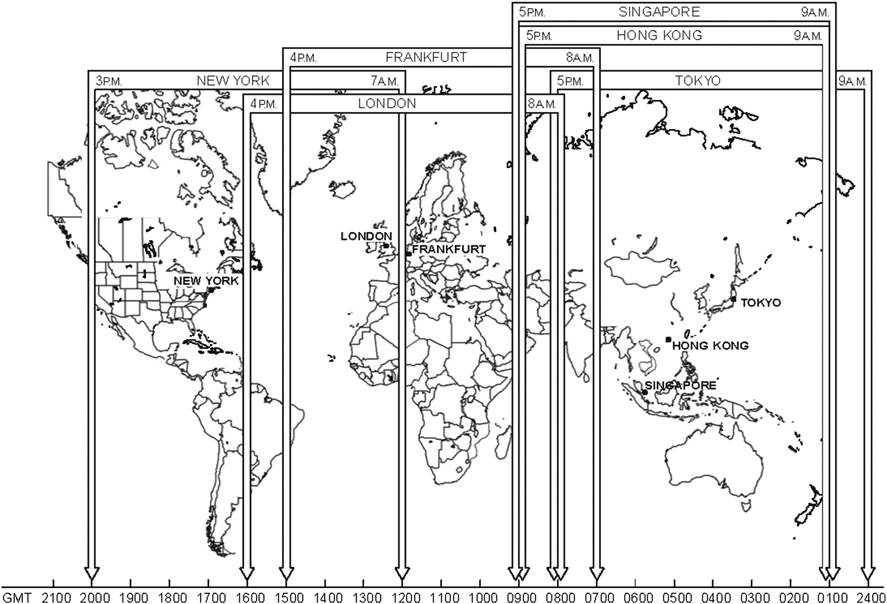 5P.M. SINGAPORE 9A.M.
5P.M. HONG KONG 9A.M.
4P.M. FRANKFURT 8A.M.
3P.M. NEW YORK 7A.M. 5P.M. TOKYO 9A.M.
4P.M. LONDON 8A.M.
LONDON
FRANKFURT
NEW YORK
TOKYO
HONG KONG
SINGAPORE
GMT 2100 2000 1900 1800 1700 1600 1500 1400 1300 1200 1100 1000 0900 0800 0700 0600 0500 0400 0300 0200 0100 2400